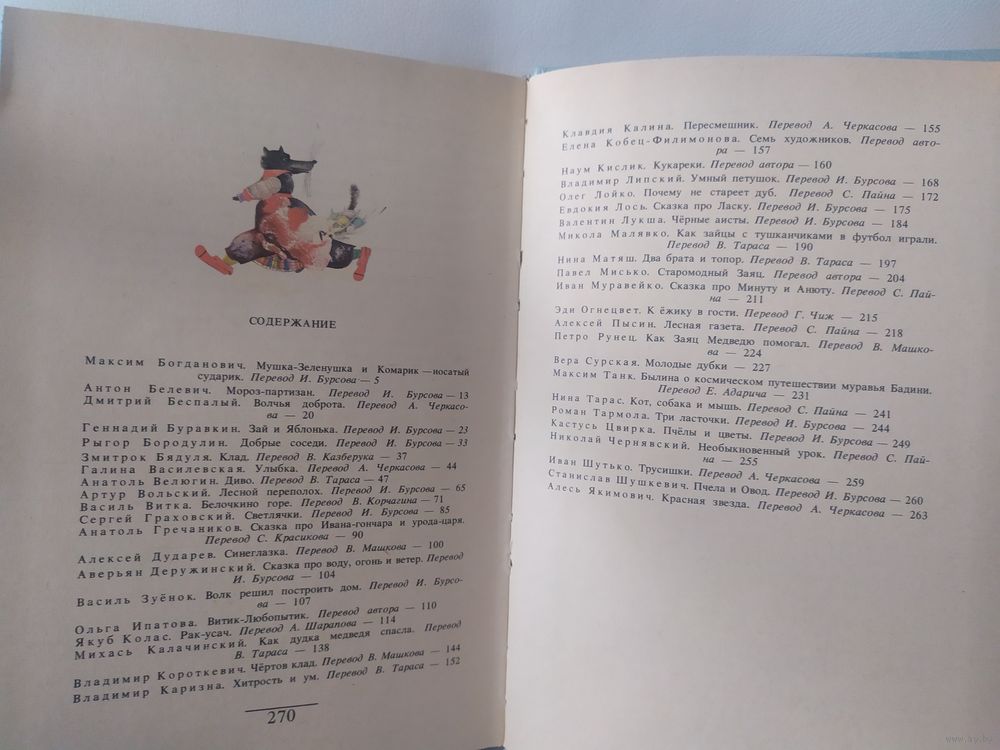 СОДЕРЖАНИЕ
Максим Богданович. Мушка-Зеленушка и Комарик — носатый
сударик. Перевод И. Бурсова — 5
Антон Белевич. Мороз-партизан. Перевод И. Бурсова — 13
Дмитрий Беспалый. Волчья доброта. Перевод А. Черкасо-
ва — 20
Геннадий Буравкин. Зай и Яблонька. Перевод И. Бурсова — 23
Рыгор Бородулин. Добрые соседи. Перевод И. Бурсова — 33
Змитрок Бядуля. Клад. Перевод В. Казберука — 37
Галина Василевская. Улыбка. Перевод А. Черкасова — 44
Анатоль Велюгин. Диво. Перевод В. Тараса — 47
Артур Вольский. Лесной переполох. Перевод И. Бурсова — 65
Василь Витка. Белочкино горе. Перевод В. Корчагина — 71
Сергей Граховский. Светлячки. Перевод И. Бурсова — 85
Анатоль Гречаников. Сказка про Ивана-гончара и урода-царя.
Перевод С. Красикова — 90
Алексей Дударев. Синеглазка. Перевод В. Машкова — 100
Аверьян Деружинский. Сказка про воду, огонь и ветер. Перевод
И. Бурсова — 104
Василь Зуёнок. Волк решил построить дом. Перевод И. Бурсо-
ва — 107
Ольга Ипатова. Витик-Любопытик. Перевод автора — 110
Якуб Колас. Рак-усач. Перевод А. Шарапова — 114
Михась Калачинский. Как дудка медведя спасла. Перевод
В. Тараса — 138
Владимир Короткевич. Чёртов клад. Перевод В. Машкова — 144
Владимир Каризна. Хитрость и ум. Перевод В. Тараса — 152
270
Клавдия Калина. Пересмешник. Перевод А. Черкасова — 155
Елена Кобец-Филимонова. Семь художников. Перевод авто-
ра — 157
Наум Кислик. Кукареки. Перевод автора — 160
Владимир Липский. Умный петушок. Перевод И. Бурсова — 168
Олег Лойко. Почему не стареет дуб. Перевод С. Пайна — 172
Евдокия Лось. Сказка про Ласку. Перевод И. Бурсова — 175
Валентин Лукша. Чёрные аисты. Перевод И. Бурсова — 184
Микола Малявко. Как зайцы с тушканчиками в футбол играли.
Перевод В. Тараса — 190
Нина Матяш. Два брата и топор. Перевод В. Тараса — 197
Павел Мисько. Старомодный Заяц. Перевод автора — 204
Иван Муравейко. Сказка про Минуту и Анюту. Перевод С. Пай-
на — 211
Эди Огнецвет. К ёжику в гости. Перевод Г. Чиж — 215
Алексей Пысин. Лесная газета. Перевод С. Пайна — 218
Петро Рунец. Как Заяц Медведю помогал. Перевод В. Машко-
ва — 224
Вера Сурская. Молодые дубки — 227
Максим Танк. Былина о космическом путешествии муравья Бадини.
Перевод Е. Адарича — 231
Нина Тарас. Кот, собака и мышь. Перевод С. Пайна — 241
Роман Тармола. Три ласточки. Перевод И. Бурсова — 244
Кастусь Цвирка. Пчёлы и цветы. Перевод И. Бурсова — 249
Николай Чернявский. Необыкновенный урок. Перевод С. Пай-
на — 255
Иван Шутько. Трусишки. Перевод А. Черкасова — 259
Станислав Шушкевич. Пчела и Овод. Перевод И. Бурсова — 260
Алесь Якимович. Красная звезда. Перевод А. Черкасова — 263